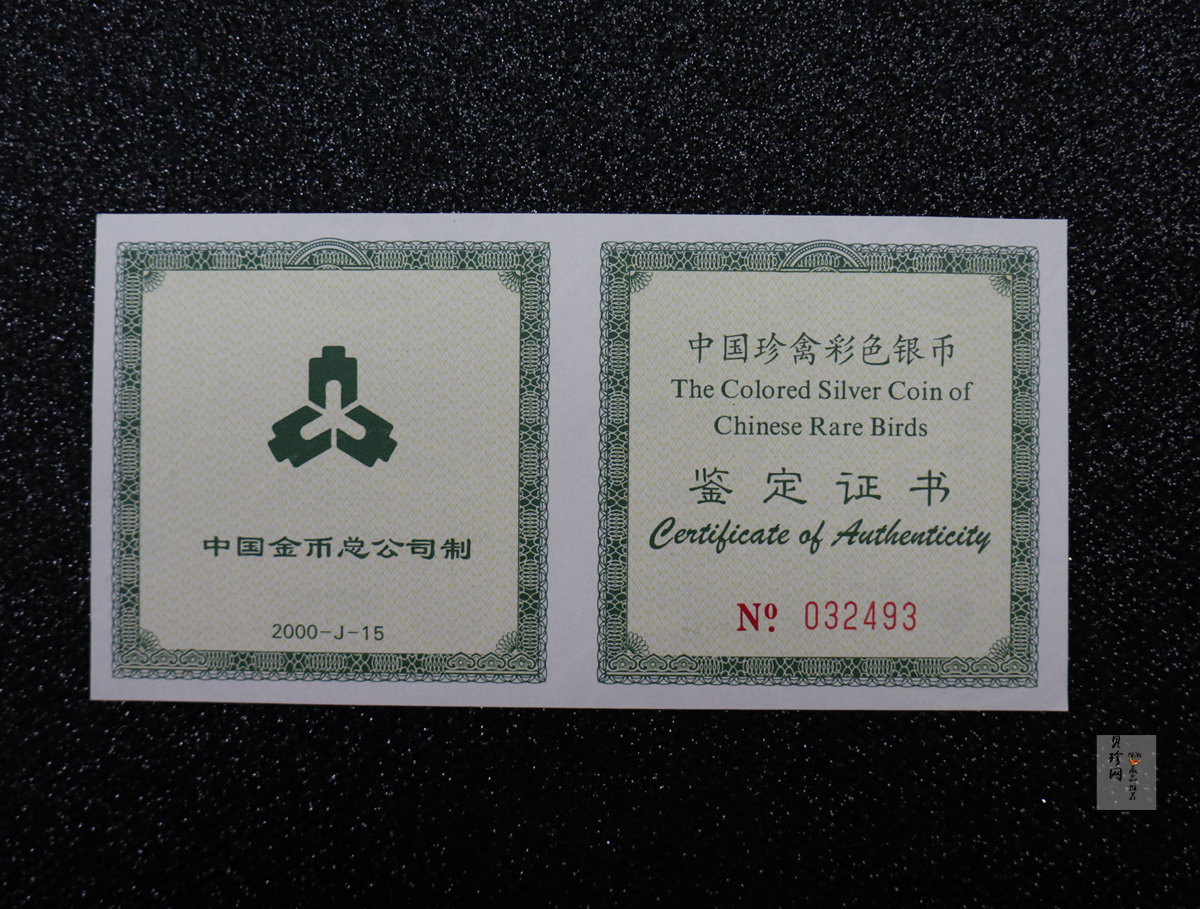 中国金币总公司制
2000-J-15
中国珍禽彩色银币
The Colored Silver Coin of
Chinese Rare Birds
鉴定证书
Certificate of Authenticity
Nº 032493